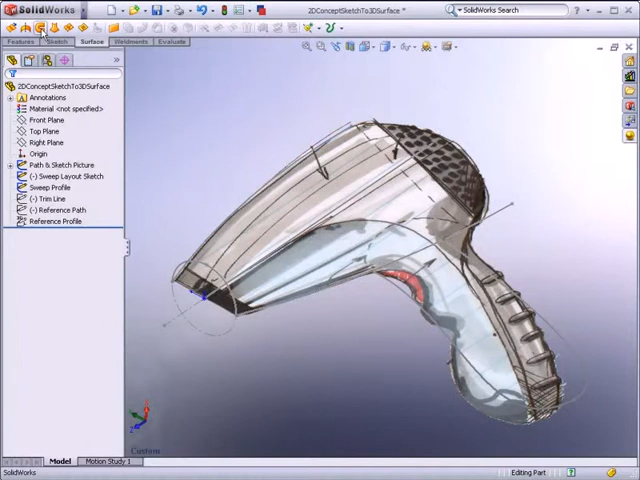 SolidWorks
2DConceptSketchTo3DSurface *
SolidWorks Search
Features
Sketch
Surface
Weldments
Evaluate
2DConceptSketchTo3DSurface
Annotations
Material <not specified>
Front Plane
Top Plane
Right Plane
Origin
Path & Sketch Picture
(-) Sweep Layout Sketch
Sweep Profile
(-) Trim Line
(-) Reference Path
Reference Profile
Z
Custom
Model
Motion Study 1
SolidWorks
Editing Part